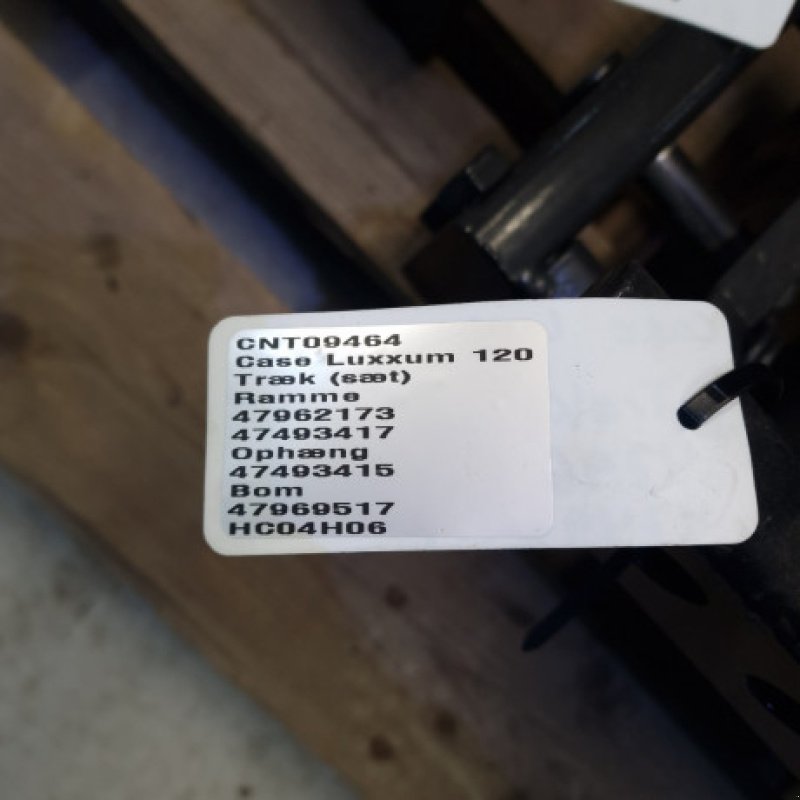 CNT09464
Case Luxxum 120
Træk (sæt)
Ramme
47962173
47493417
Ophæng
47493415
Bom
47969517
HC04H06